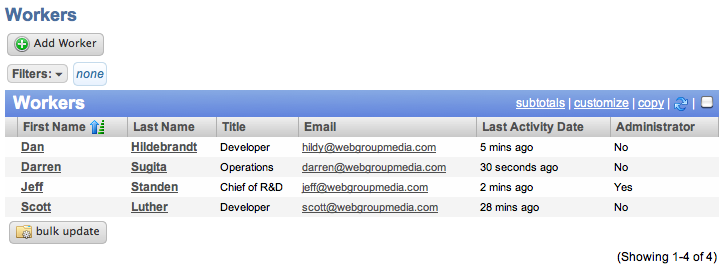 Workers
Add Worker
Filters: none
Workers subtotals | customize | copy | |
First Name Last Name Title Email Last Activity Date Administrator
Dan Hildebrandt Developer hildy@webgroupmedia.com 5 mins ago No
Darren Sugita Operations darren@webgroupmedia.com 30 seconds ago No
Jeff Standen Chief of R&D jeff@webgroupmedia.com 2 mins ago Yes
Scott Luther Developer scott@webgroupmedia.com 28 mins ago No
bulk update
(Showing 1-4 of 4)